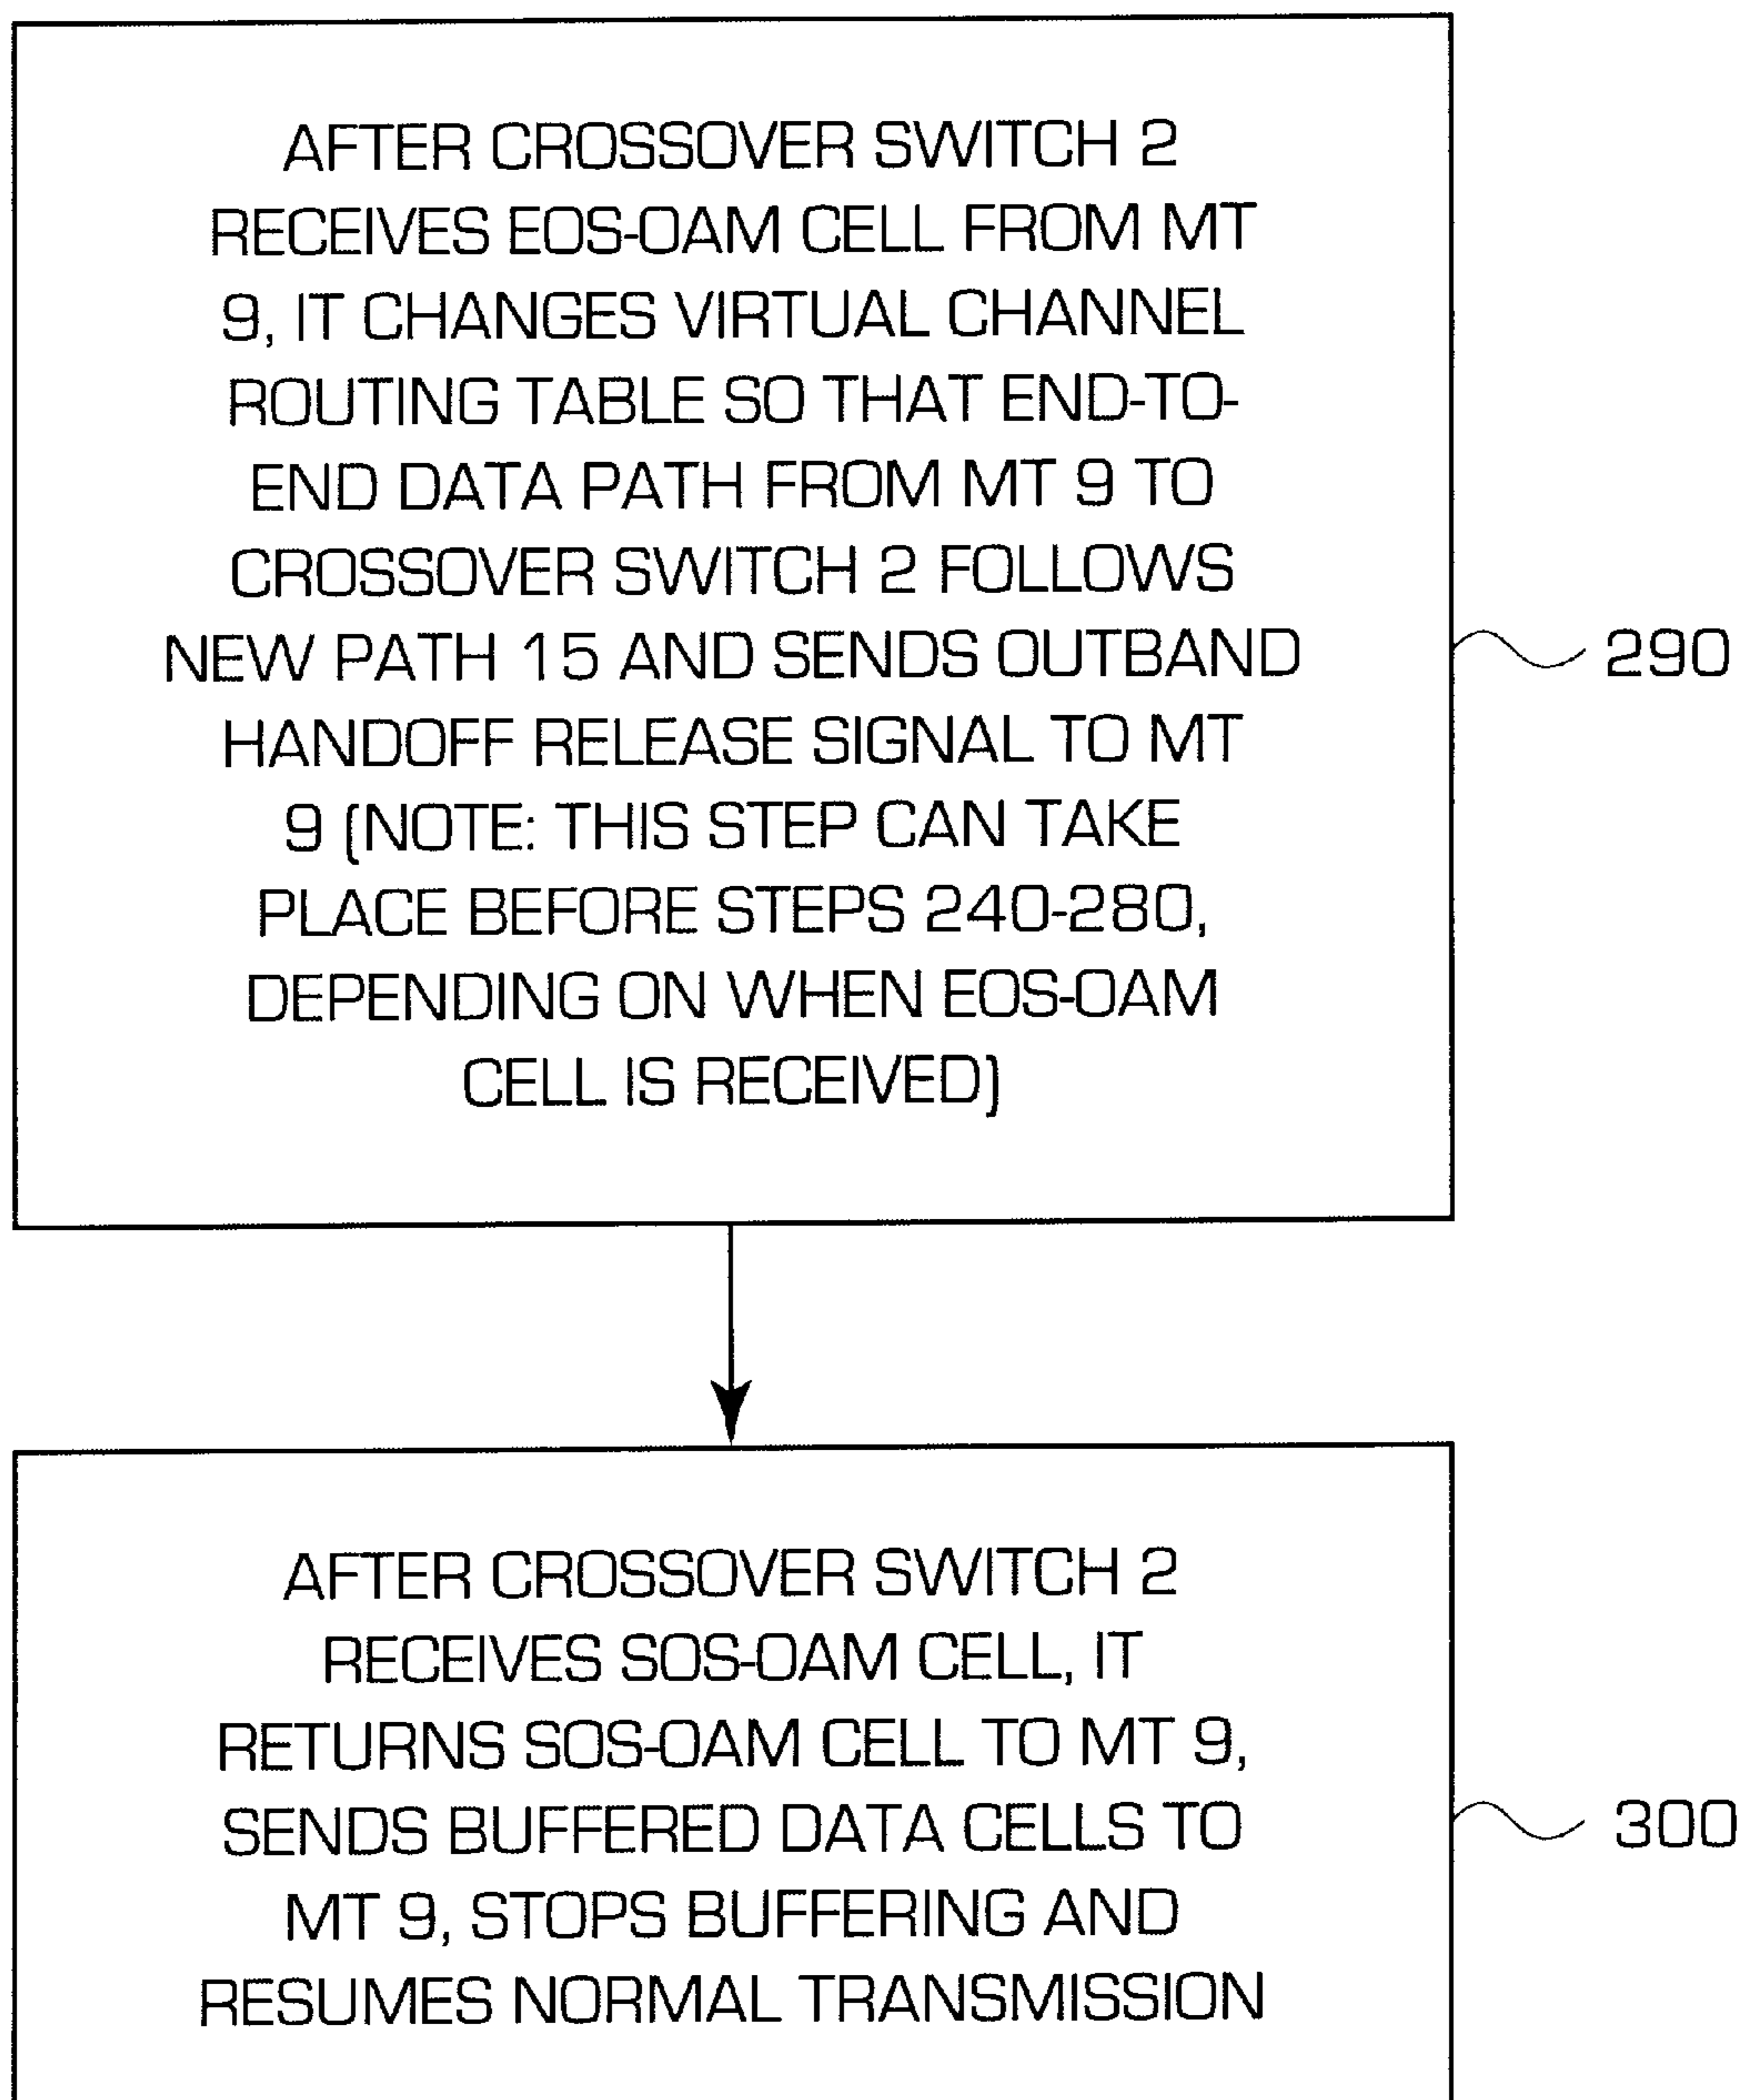 AFTER CROSSOVER SWITCH 2
RECEIVES EOS-OAM CELL FROM MT
9, IT CHANGES VIRTUAL CHANNEL
ROUTING TABLE SO THAT END-TO-
END DATA PATH FROM MT 9 TO
CROSSOVER SWITCH 2 FOLLOWS
NEW PATH 15 AND SENDS OUTBAND
HANDOFF RELEASE SIGNAL TO MT
9 (NOTE: THIS STEP CAN TAKE
PLACE BEFORE STEPS 240-280,
DEPENDING ON WHEN EOS-OAM
CELL IS RECEIVED)
290
AFTER CROSSOVER SWITCH 2
RECEIVES SOS-OAM CELL, IT
RETURNS SOS-OAM CELL TO MT 9,
SENDS BUFFERED DATA CELLS TO
MT 9, STOPS BUFFERING AND
RESUMES NORMAL TRANSMISSION
300